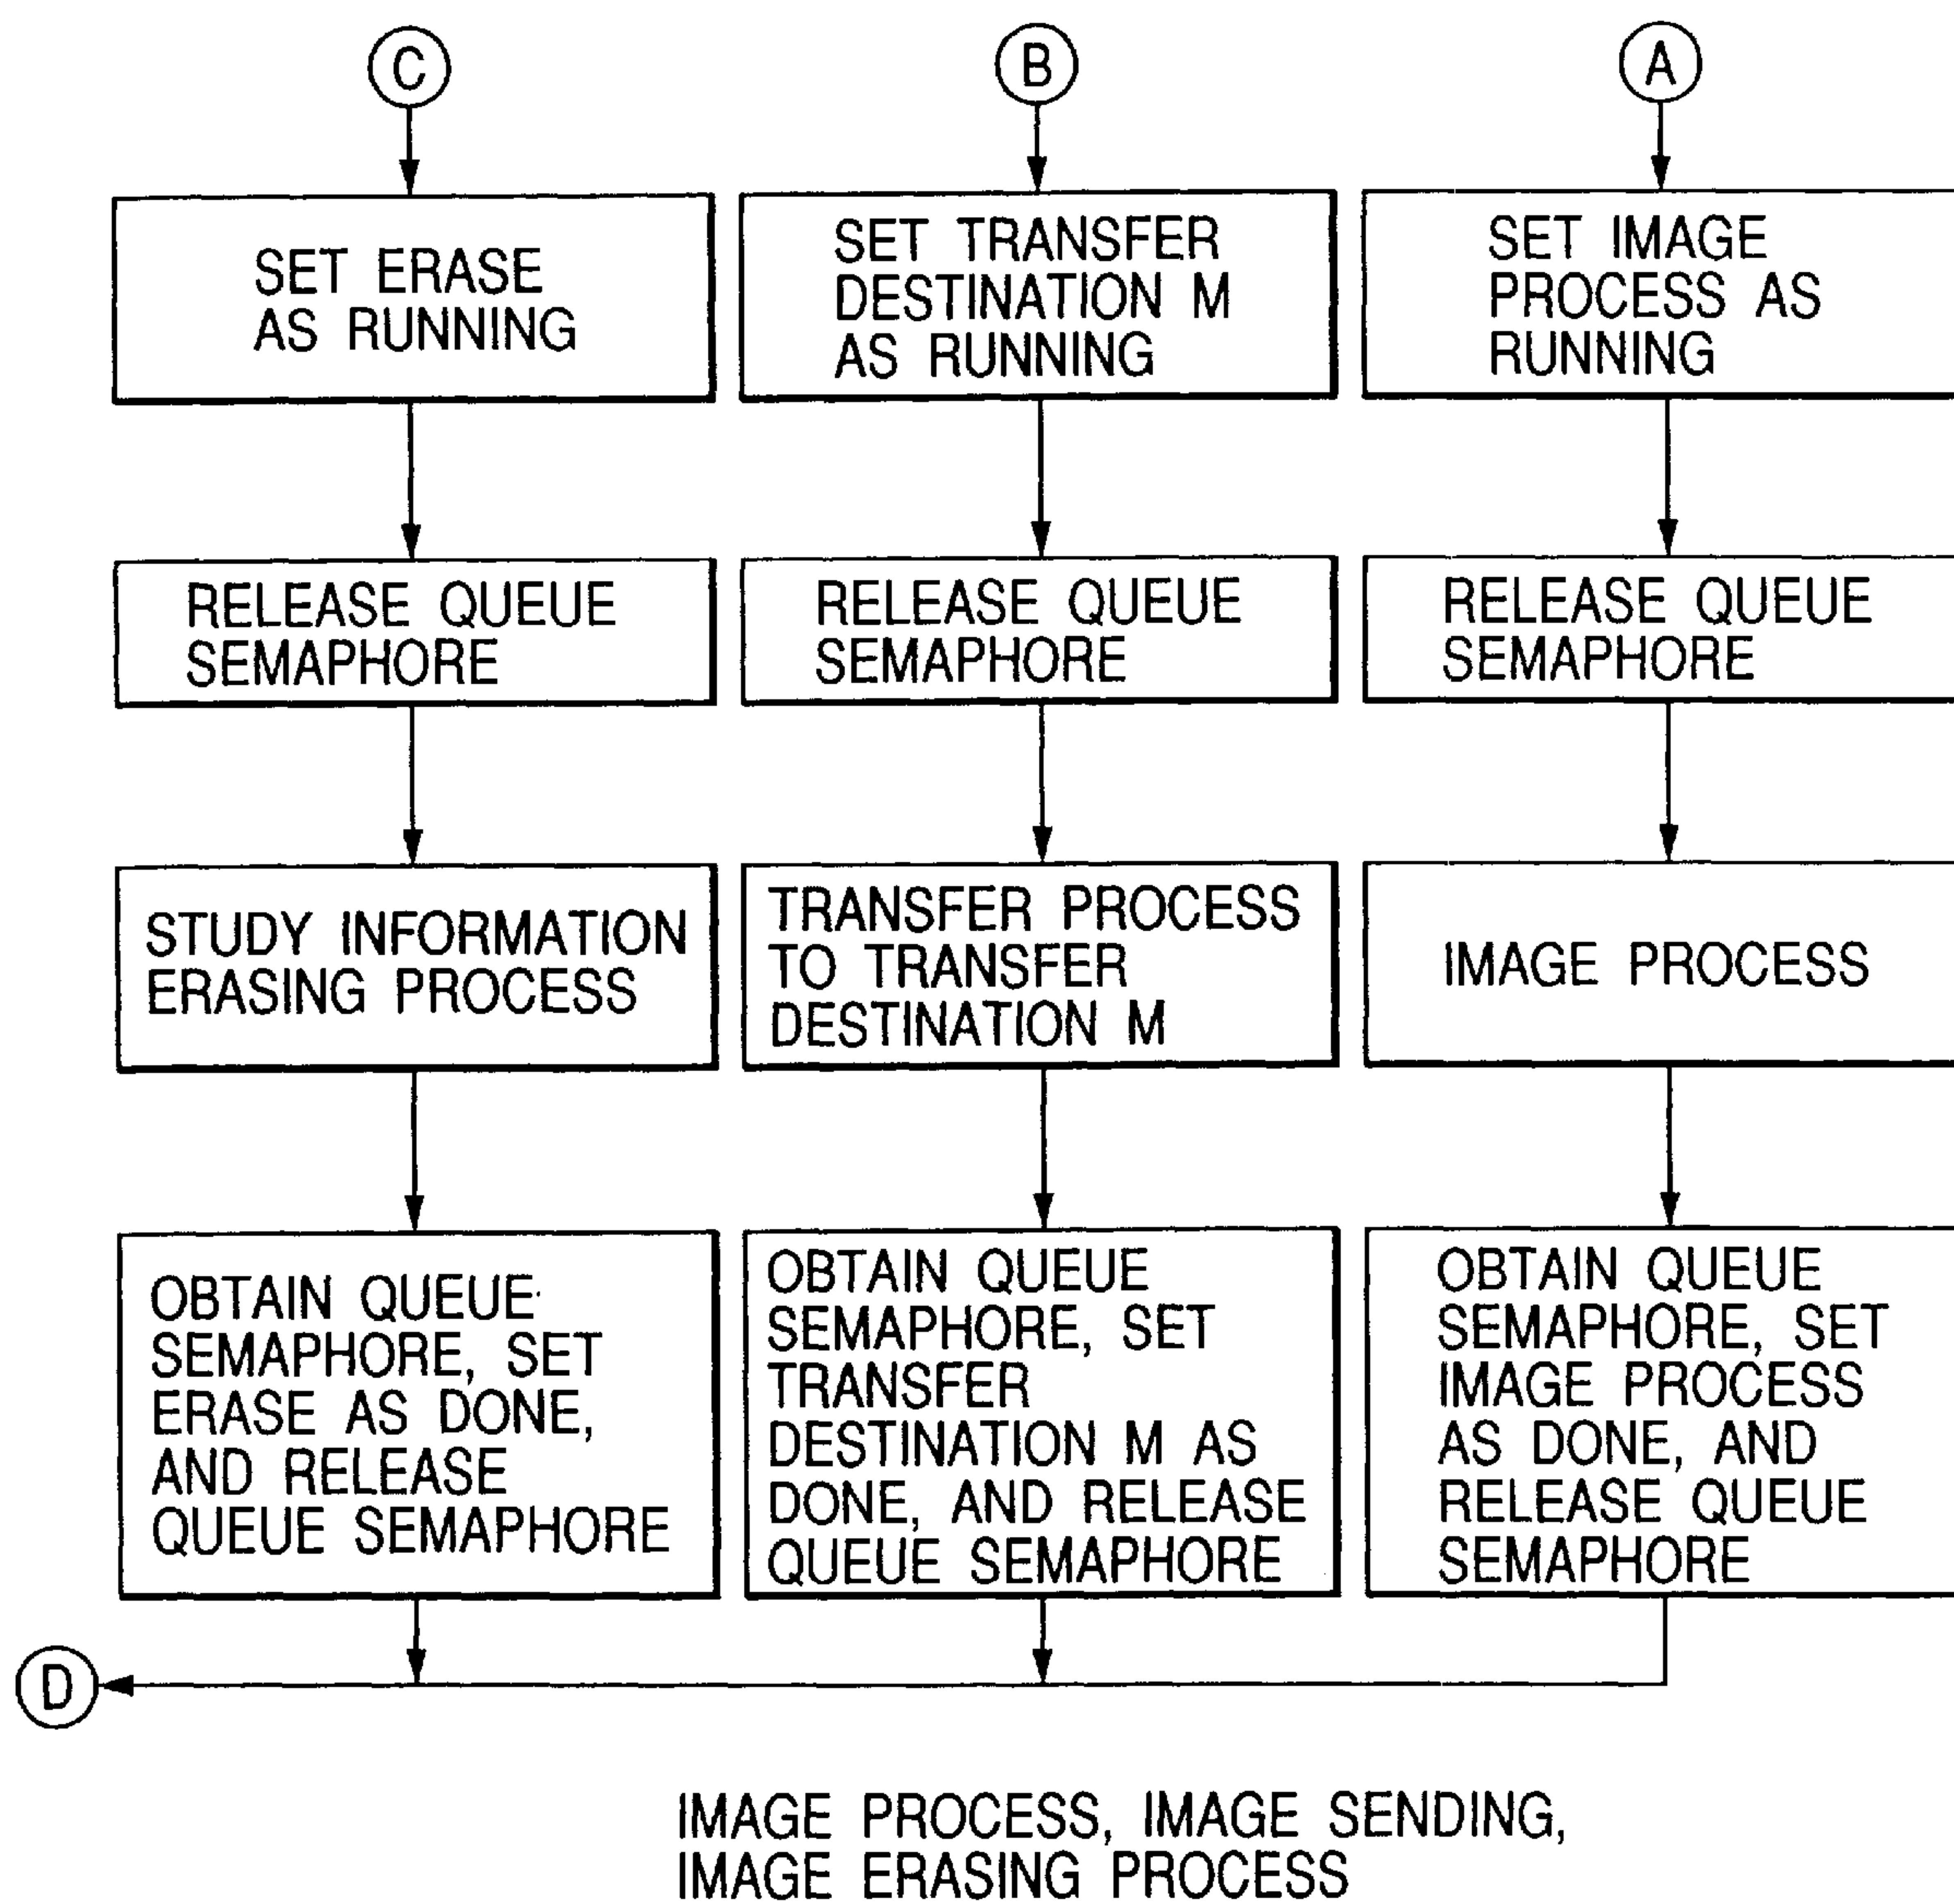 C
B
A
SET ERASE
AS RUNNING
SET TRANSFER
DESTINATION M
AS RUNNING
SET IMAGE
PROCESS AS
RUNNING
RELEASE QUEUE
SEMAPHORE
RELEASE QUEUE
SEMAPHORE
RELEASE QUEUE
SEMAPHORE
STUDY INFORMATION
ERASING PROCESS
TRANSFER PROCESS
TO TRANSFER
DESTINATION M
IMAGE PROCESS
OBTAIN QUEUE
SEMAPHORE, SET
ERASE AS DONE,
AND RELEASE
QUEUE SEMAPHORE
OBTAIN QUEUE
SEMAPHORE, SET
TRANSFER
DESTINATION M AS
DONE, AND RELEASE
QUEUE SEMAPHORE
OBTAIN QUEUE
SEMAPHORE, SET
IMAGE PROCESS
AS DONE, AND
RELEASE QUEUE
SEMAPHORE
D
IMAGE PROCESS, IMAGE SENDING,
IMAGE ERASING PROCESS